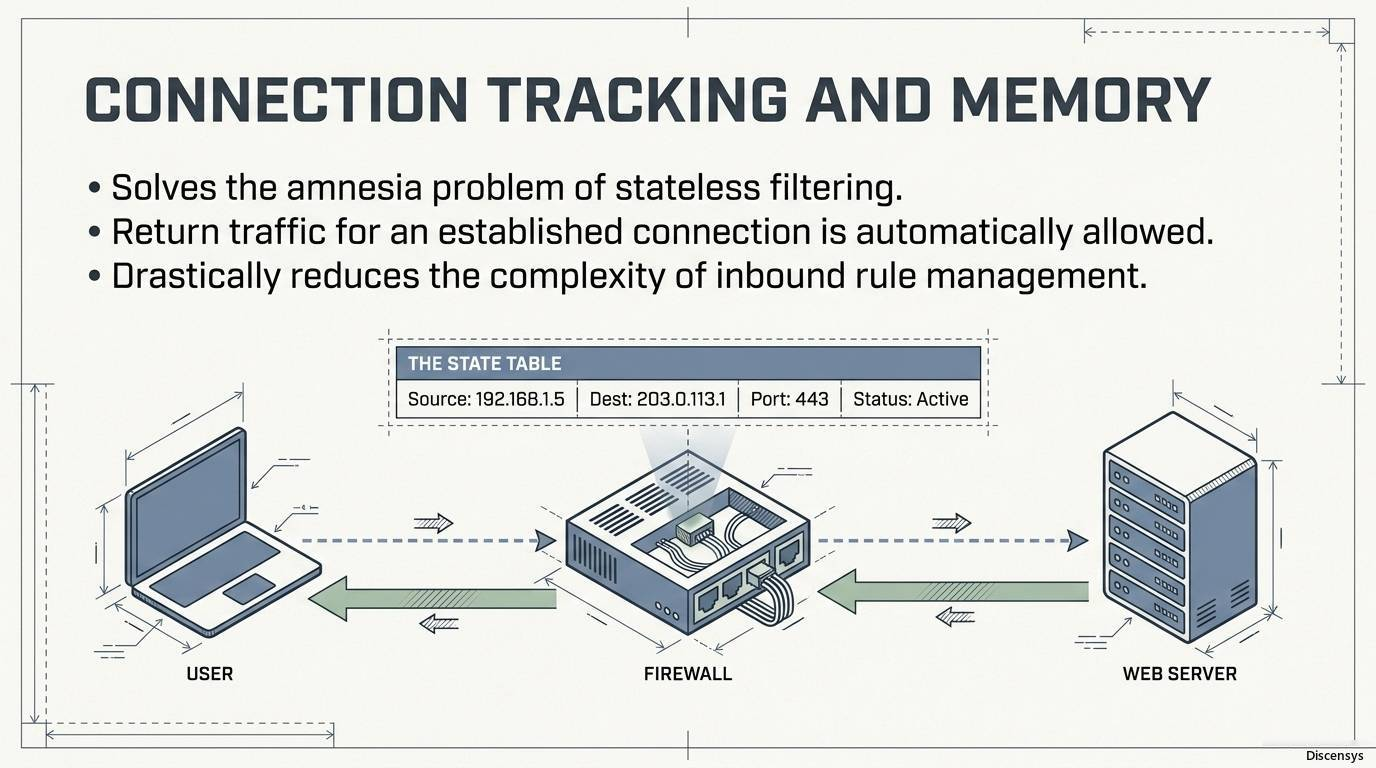 CONNECTION TRACKING AND MEMORY
• Solves the amnesia problem of stateless filtering.
• Return traffic for an established connection is automatically allowed.
• Drastically reduces the complexity of inbound rule management.
THE STATE TABLE
Source: 192.168.1.5 | Dest: 203.0.113.1 | Port: 443 | Status: Active
USER
FIREWALL
WEB SERVER
Discensys